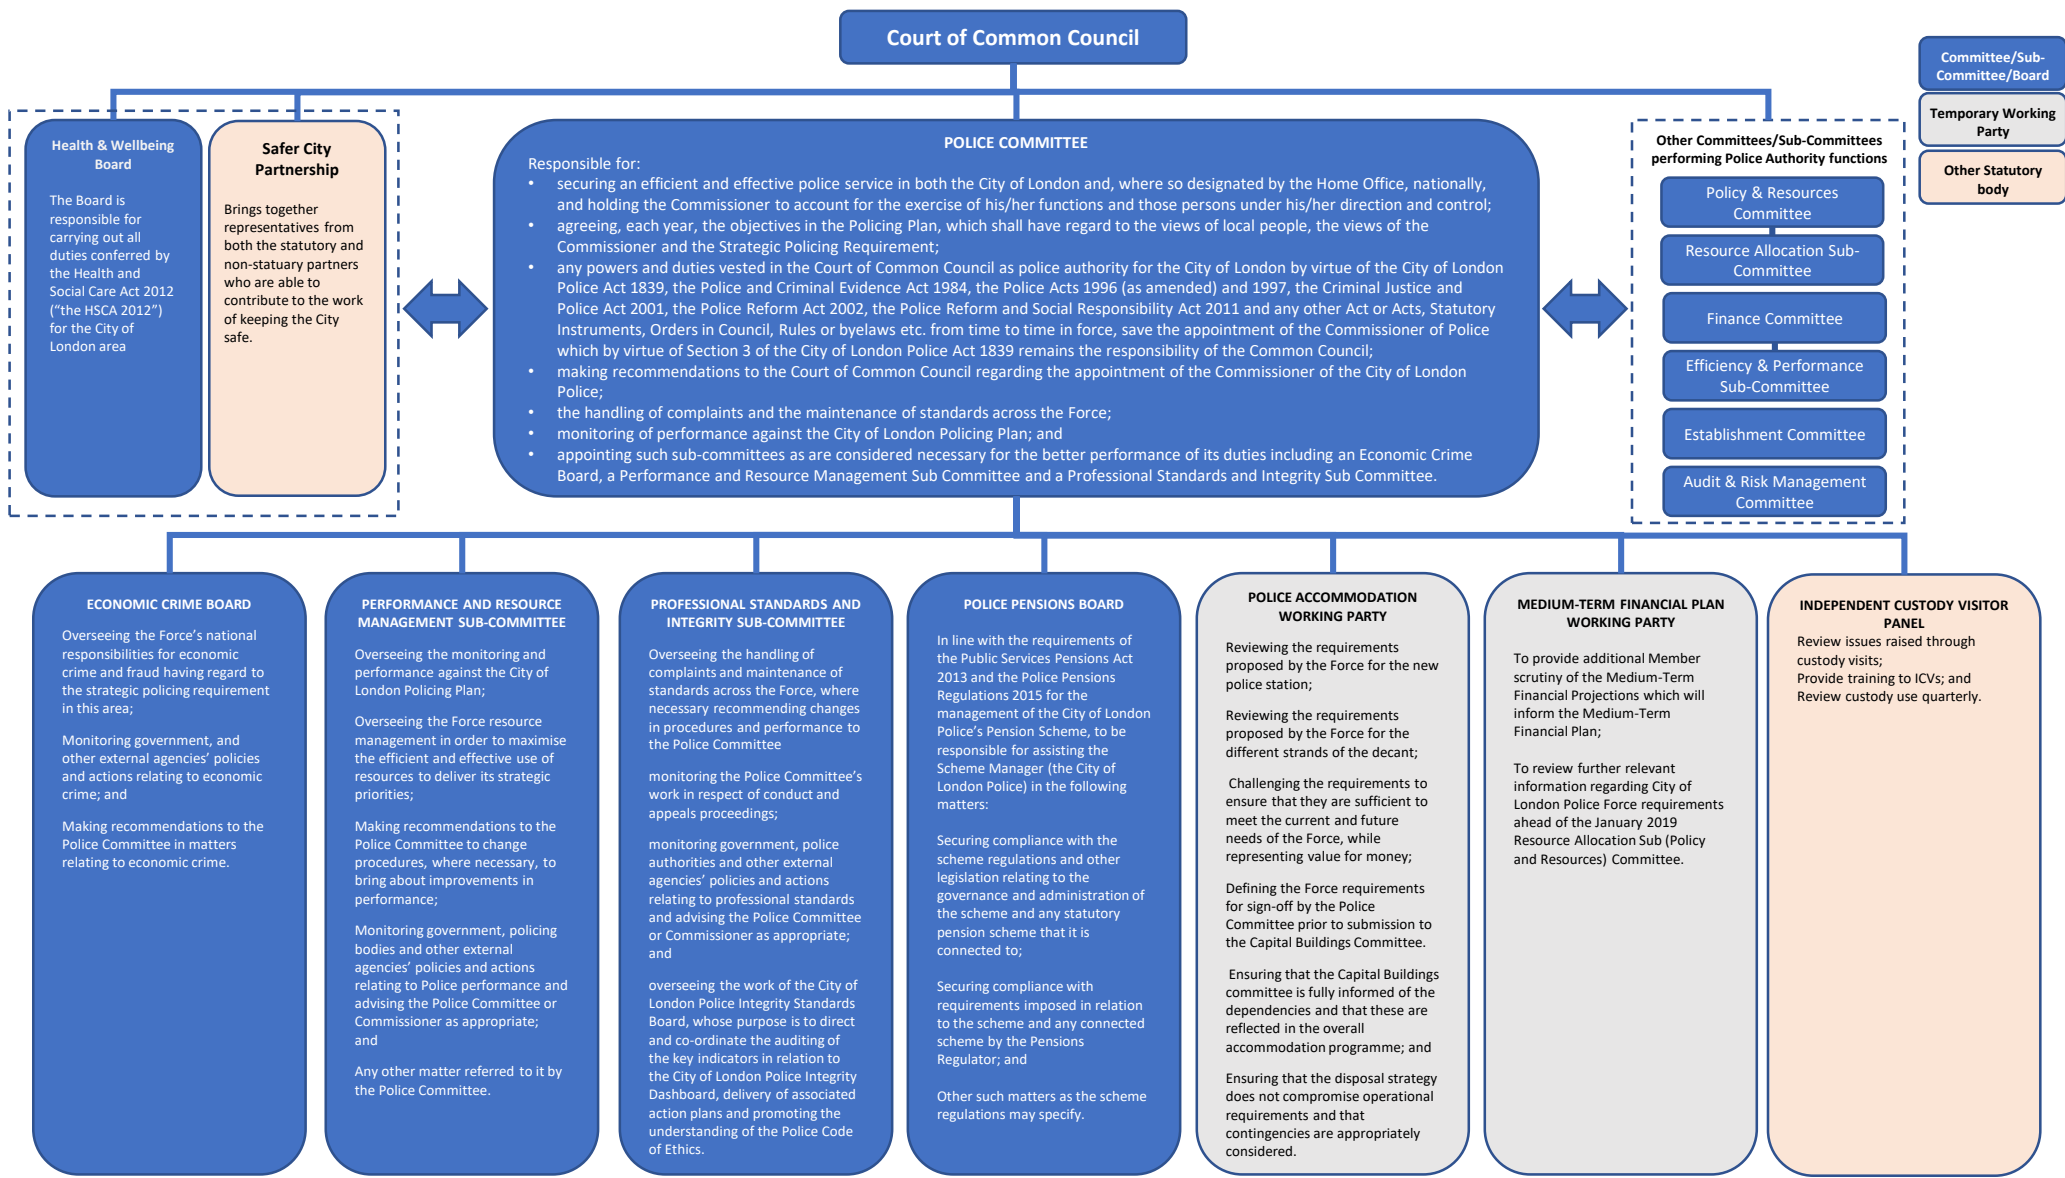 Court of Common Council
Committee/Sub-
Committee/Board
Temporary Working
Party
Other Statutory
body
Health & Wellbeing
Board
The Board is
responsible for
carrying out all
duties conferred by
the Health and
Social Care Act 2012
(“the HSCA 2012”)
for the City of
London area
Safer City
Partnership
Brings together
representatives from
both the statutory and
non-statuary partners
who are able to
contribute to the work
of keeping the City
safe.
POLICE COMMITTEE
Responsible for:
• securing an efficient and effective police service in both the City of London and, where so designated by the Home Office, nationally,
and holding the Commissioner to account for the exercise of his/her functions and those persons under his/her direction and control;
• agreeing, each year, the objectives in the Policing Plan, which shall have regard to the views of local people, the views of the
Commissioner and the Strategic Policing Requirement;
• any powers and duties vested in the Court of Common Council as police authority for the City of London by virtue of the City of London
Police Act 1839, the Police and Criminal Evidence Act 1984, the Police Acts 1996 (as amended) and 1997, the Criminal Justice and
Police Act 2001, the Police Reform Act 2002, the Police Reform and Social Responsibility Act 2011 and any other Act or Acts, Statutory
Instruments, Orders in Council, Rules or byelaws etc. from time to time in force, save the appointment of the Commissioner of Police
which by virtue of Section 3 of the City of London Police Act 1839 remains the responsibility of the Common Council;
• making recommendations to the Court of Common Council regarding the appointment of the Commissioner of the City of London
Police;
• the handling of complaints and the maintenance of standards across the Force;
• monitoring of performance against the City of London Policing Plan; and
• appointing such sub-committees as are considered necessary for the better performance of its duties including an Economic Crime
Board, a Performance and Resource Management Sub Committee and a Professional Standards and Integrity Sub Committee.
Other Committees/Sub-Committees
performing Police Authority functions
Policy & Resources
Committee
Resource Allocation Sub-
Committee
Finance Committee
Efficiency & Performance
Sub-Committee
Establishment Committee
Audit & Risk Management
Committee
ECONOMIC CRIME BOARD
Overseeing the Force’s national
responsibilities for economic
crime and fraud having regard to
the strategic policing requirement
in this area;
Monitoring government, and
other external agencies’ policies
and actions relating to economic
crime; and
Making recommendations to the
Police Committee in matters
relating to economic crime.
PERFORMANCE AND RESOURCE
MANAGEMENT SUB-COMMITTEE
Overseeing the monitoring and
performance against the City of
London Policing Plan;
Overseeing the Force resource
management in order to maximise
the efficient and effective use of
resources to deliver its strategic
priorities;
Making recommendations to the
Police Committee to change
procedures, where necessary, to
bring about improvements in
performance;
Monitoring government, policing
bodies and other external
agencies’ policies and actions
relating to Police performance and
advising the Police Committee or
Commissioner as appropriate;
and
Any other matter referred to it by
the Police Committee.
PROFESSIONAL STANDARDS AND
INTEGRITY SUB-COMMITTEE
Overseeing the handling of
complaints and maintenance of
standards across the Force, where
necessary recommending changes
in procedures and performance to
the Police Committee
monitoring the Police Committee’s
work in respect of conduct and
appeals proceedings;
monitoring government, police
authorities and other external
agencies’ policies and actions
relating to professional standards
and advising the Police Committee
or Commissioner as appropriate;
and
overseeing the work of the City of
London Police Integrity Standards
Board, whose purpose is to direct
and co-ordinate the auditing of
the key indicators in relation to
the City of London Police Integrity
Dashboard, delivery of associated
action plans and promoting the
understanding of the Police Code
of Ethics.
POLICE PENSIONS BOARD
In line with the requirements of
the Public Services Pensions Act
2013 and the Police Pensions
Regulations 2015 for the
management of the City of London
Police’s Pension Scheme, to be
responsible for assisting the
Scheme Manager (the City of
London Police) in the following
matters:
Securing compliance with the
scheme regulations and other
legislation relating to the
governance and administration of
the scheme and any statutory
pension scheme that it is
connected to;
Securing compliance with
requirements imposed in relation
to the scheme and any connected
scheme by the Pensions
Regulator; and
Other such matters as the scheme
regulations may specify.
POLICE ACCOMMODATION
WORKING PARTY
Reviewing the requirements
proposed by the Force for the new
police station;
Reviewing the requirements
proposed by the Force for the
different strands of the decant;
Challenging the requirements to
ensure that they are sufficient to
meet the current and future
needs of the Force, while
representing value for money;
Defining the Force requirements
for sign-off by the Police
Committee prior to submission to
the Capital Buildings Committee.
Ensuring that the Capital Buildings
committee is fully informed of the
dependencies and that these are
reflected in the overall
accommodation programme; and
Ensuring that the disposal strategy
does not compromise operational
requirements and that
contingencies are appropriately
considered.
MEDIUM-TERM FINANCIAL PLAN
WORKING PARTY
To provide additional Member
scrutiny of the Medium-Term
Financial Projections which will
inform the Medium-Term
Financial Plan;
To review further relevant
information regarding City of
London Police Force requirements
ahead of the January 2019
Resource Allocation Sub (Policy
and Resources) Committee.
INDEPENDENT CUSTODY VISITOR
PANEL
Review issues raised through
custody visits;
Provide training to ICVs; and
Review custody use quarterly.